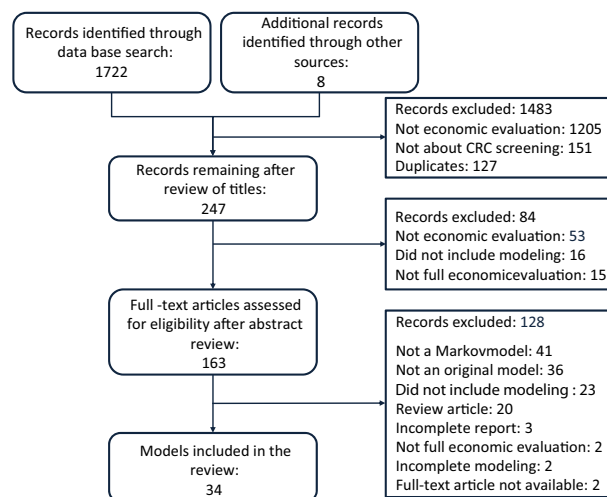 Records identified through
data base search:
1722
Additional records
identified through other
sources:
8
Records excluded: 1483
Not economic evaluation: 1205
Not about CRC screening: 151
Duplicates: 127
Records remaining after
review of titles:
247
Records excluded: 84
Not economic evaluation: 53
Did not include modeling: 16
Not full economicevaluation: 15
Full -text articles assessed
for eligibility after abstract
review:
163
Records excluded: 128
Not a Markovmodel: 41
Not an original model: 36
Did not include modeling : 23
Review article: 20
Incomplete report: 3
Not full economic evaluation: 2
Incomplete modeling: 2
Full-text article not available: 2
Models included in the
review:
34